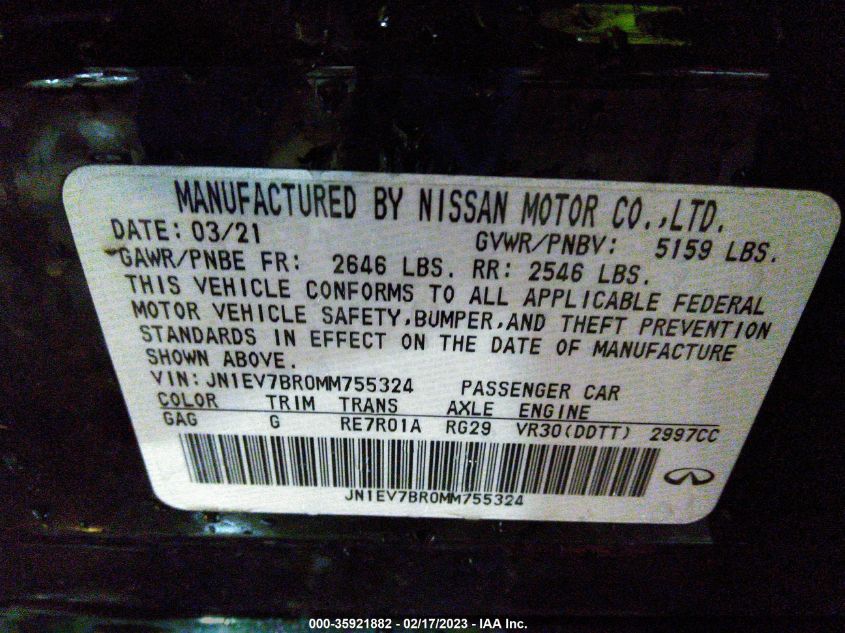 MANUFACTURED BY NISSAN MOTOR CO.,LTD.
DATE: 03/21 GVWR/PNBV: 5159 LBS.
GAWR/PNBE FR: 2646 LBS. RR: 2546 LBS.
THIS VEHICLE CONFORMS TO ALL APPLICABLE FEDERAL
MOTOR VEHICLE SAFETY,BUMPER,AND THEFT PREVENTION
STANDARDS IN EFFECT ON THE DATE OF MANUFACTURE
SHOWN ABOVE.
VIN: JN1EV7BR0MM755324 PASSENGER CAR
COLOR TRIM TRANS AXLE ENGINE
GAG G RE7R01A RG29 VR30(DDTT) 2997CC
JN1EV7BR0MM755324
000-35921882 - 02/17/2023 - IAA Inc.